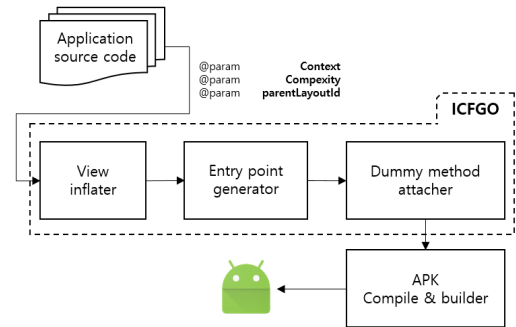 Application
source code
@param Context
@param Compexity
@param parentLayoutId
ICFGO
View
inflater
Entry point
generator
Dummy method
attacher
APK
Compile & builder